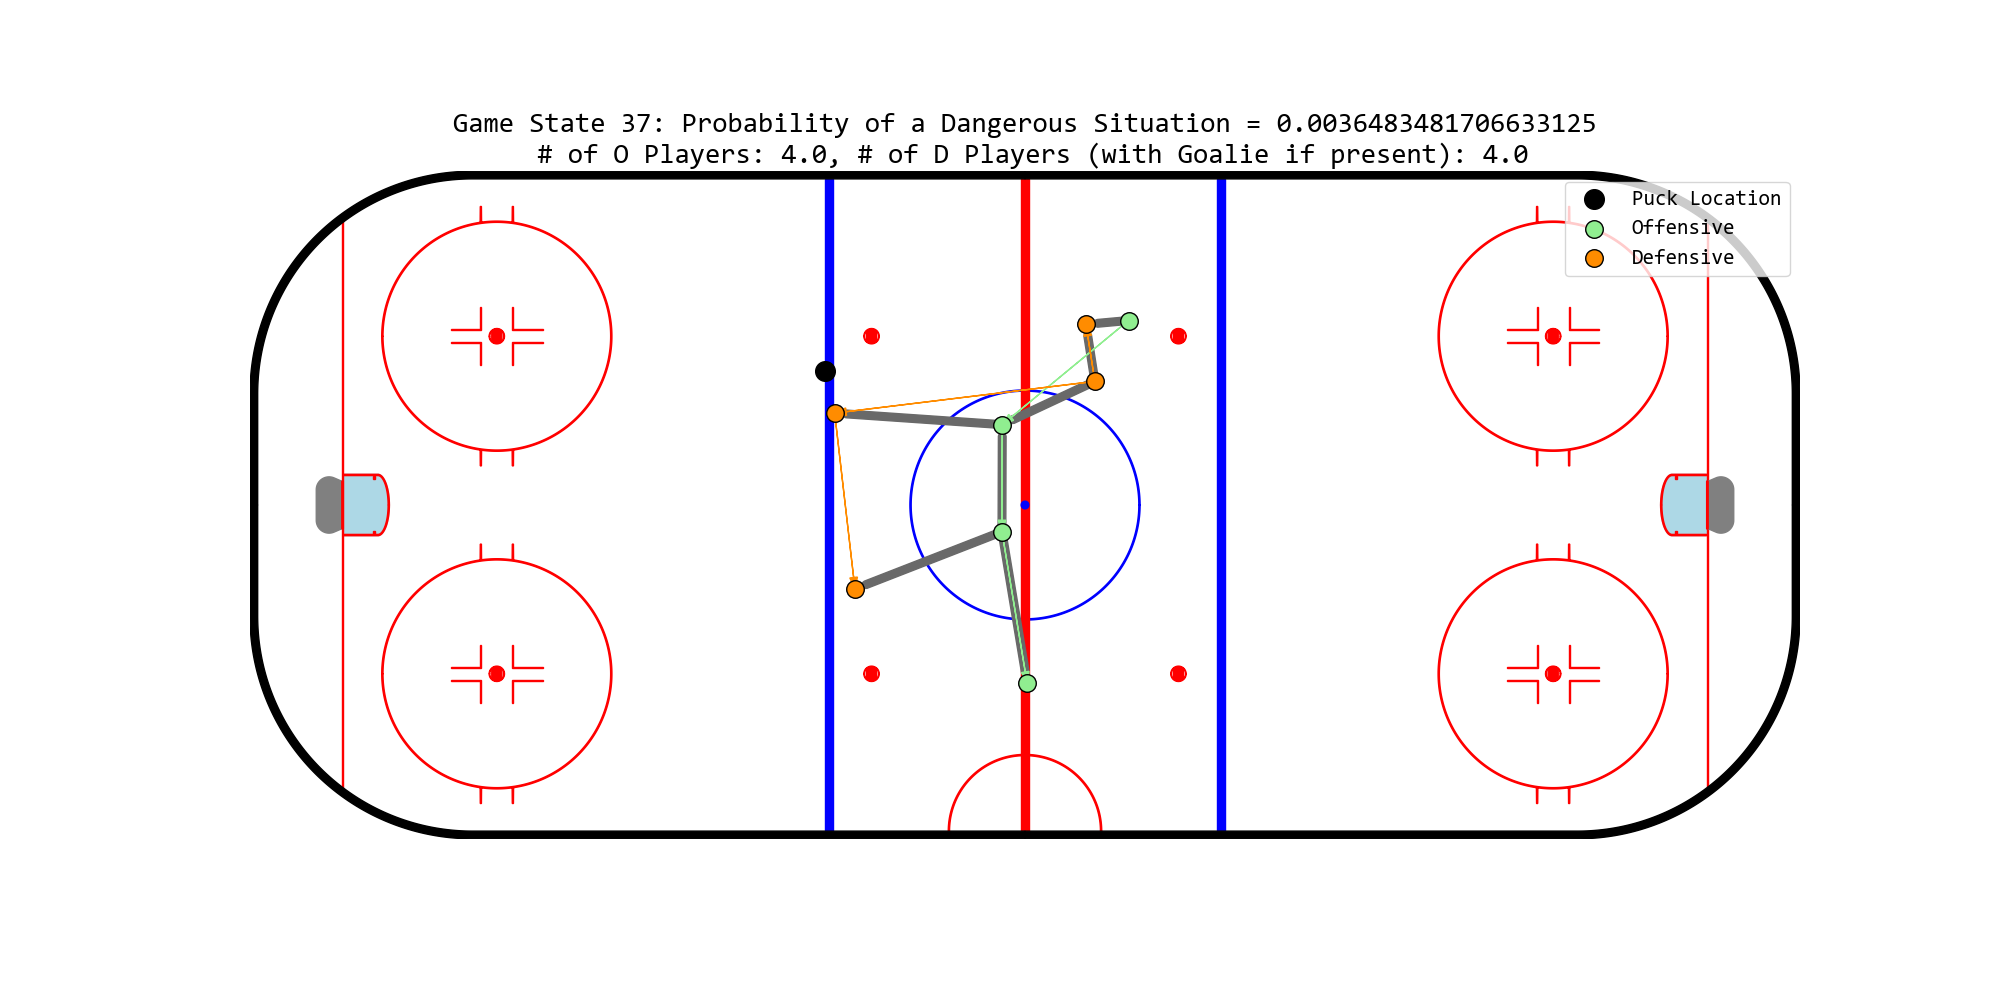 Game State 37: Probability of a Dangerous Situation = 0.0036483481706633125
# of O Players: 4.0, # of D Players (with Goalie if present): 4.0
Puck Location
Offensive
Defensive